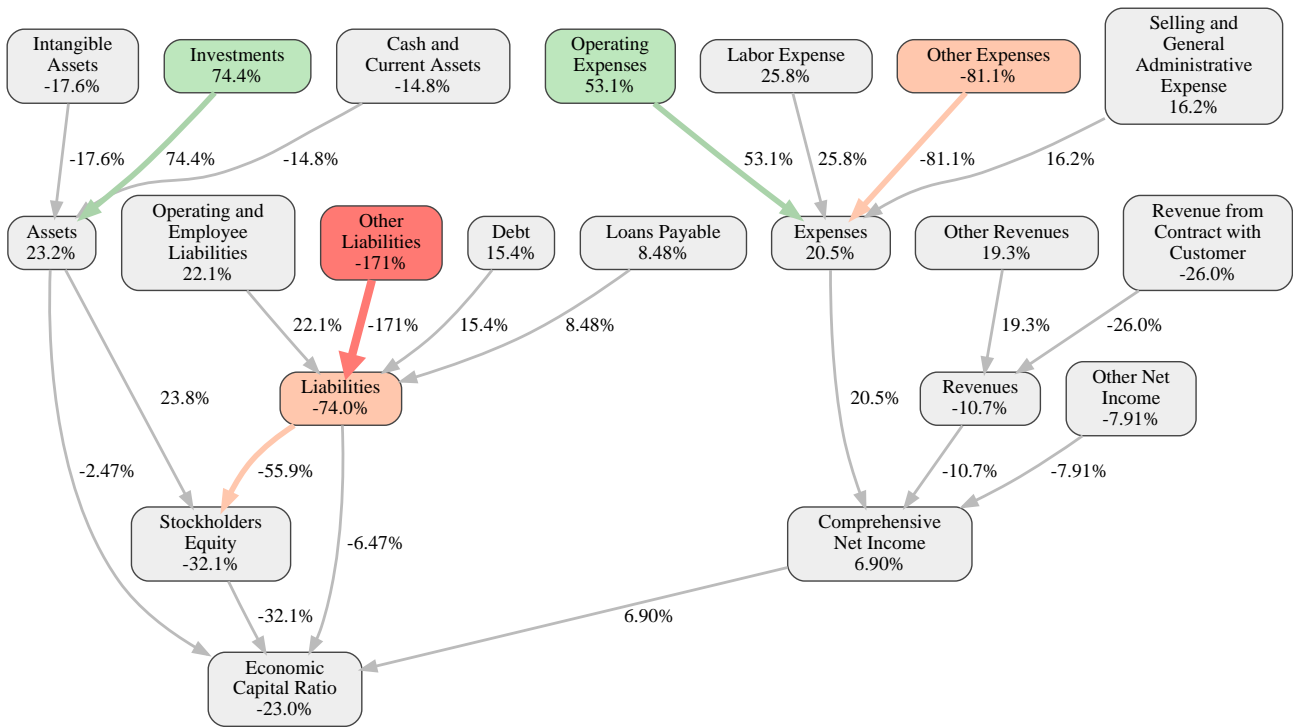 Intangible
Assets
-17.6%
Investments
74.4%
Cash and
Current Assets
-14.8%
Operating
Expenses
53.1%
Labor Expense
25.8%
Other Expenses
-81.1%
Selling and
General
Administrative
Expense
16.2%
-17.6%
74.4%
-14.8%
53.1%
25.8%
-81.1%
16.2%
Assets
23.2%
Operating and
Employee
Liabilities
22.1%
Other
Liabilities
-171%
Debt
15.4%
Loans Payable
8.48%
Expenses
20.5%
Other Revenues
19.3%
Revenue from
Contract with
Customer
-26.0%
22.1%
-171%
15.4%
8.48%
19.3%
-26.0%
23.8%
Liabilities
-74.0%
20.5%
Revenues
-10.7%
Other Net
Income
-7.91%
-2.47%
-55.9%
-10.7%
-7.91%
Stockholders
Equity
-32.1%
-6.47%
Comprehensive
Net Income
6.90%
-32.1%
6.90%
Economic
Capital Ratio
-23.0%